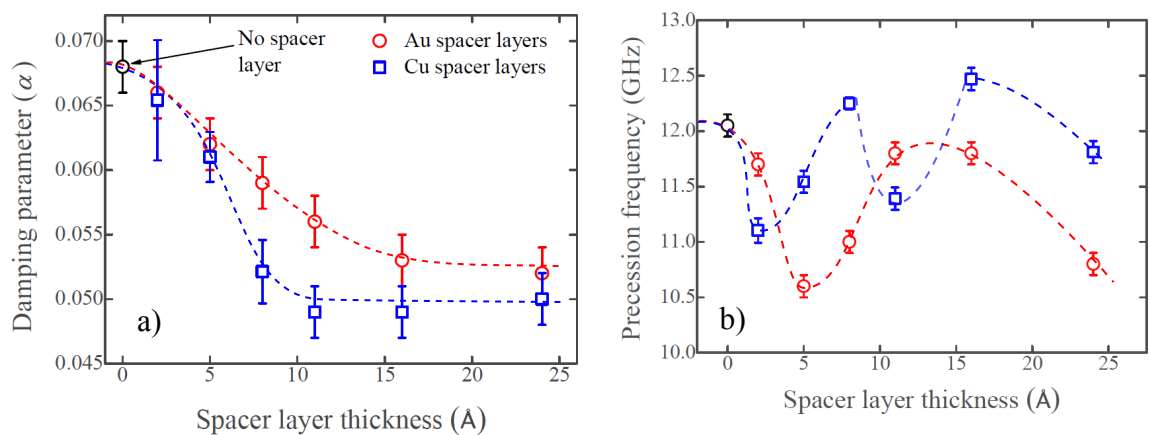 0.070
0.065
0.060
0.055
0.050
0.045
Damping parameter (α)
No spacer
layer
Au spacer layers
Cu spacer layers
a)
0 5 10 15 20 25
Spacer layer thickness (Å)
13.0
12.5
12.0
11.5
11.0
10.5
10.0
Precession frequency (GHz)
b)
0 5 10 15 20 25
Spacer layer thickness (Å)